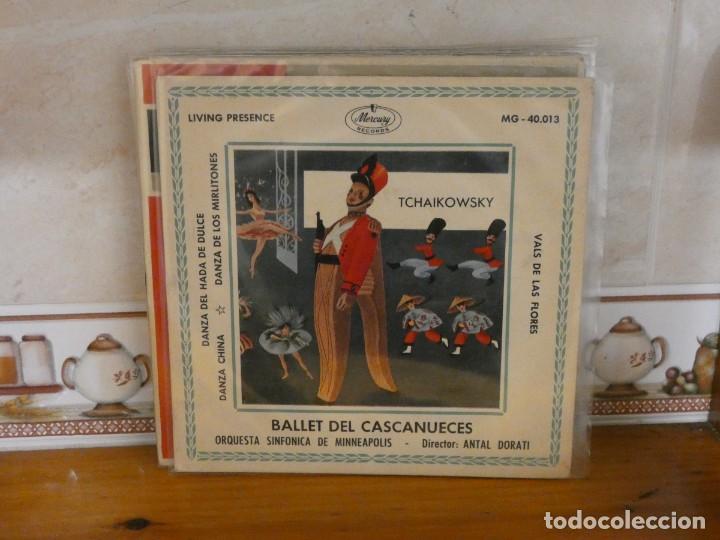 LIVING PRESENCE
Mercury
RECORDS
MG - 40.013
TCHAIKOWSKY
DANZA DEL HADA DE DULCE
DANZA DE LOS MIRLITONES
DANZA CHINA ☆
VALS DE LAS FLORES
BALLET DEL CASCANUECES
ORQUESTA SINFONICA DE MINNEAPOLIS - Director: ANTAL DORATI
todocoleccion.net